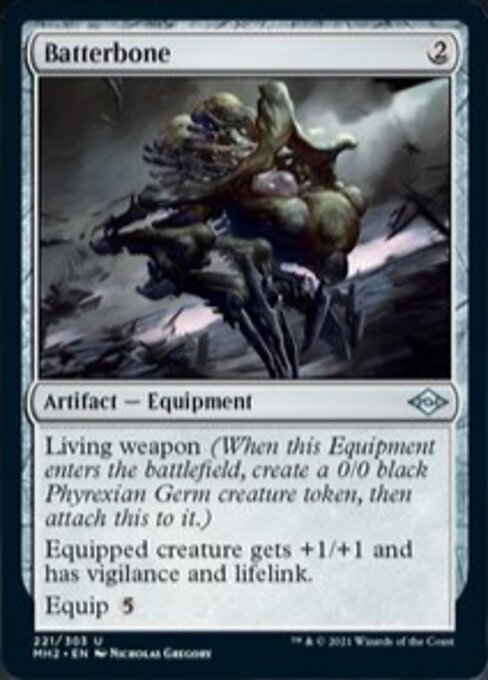 Batterbone 2
Artifact — Equipment
Living weapon (When this Equipment
enters the battlefield, create a 0/0 black
Phyrexian Germ creature token, then
attach this to it.)
Equipped creature gets +1/+1 and
has vigilance and lifelink.
Equip 5
221/303 U
MH2 • EN Nicholas Gregory
™ & © 2021 Wizards of the Coast